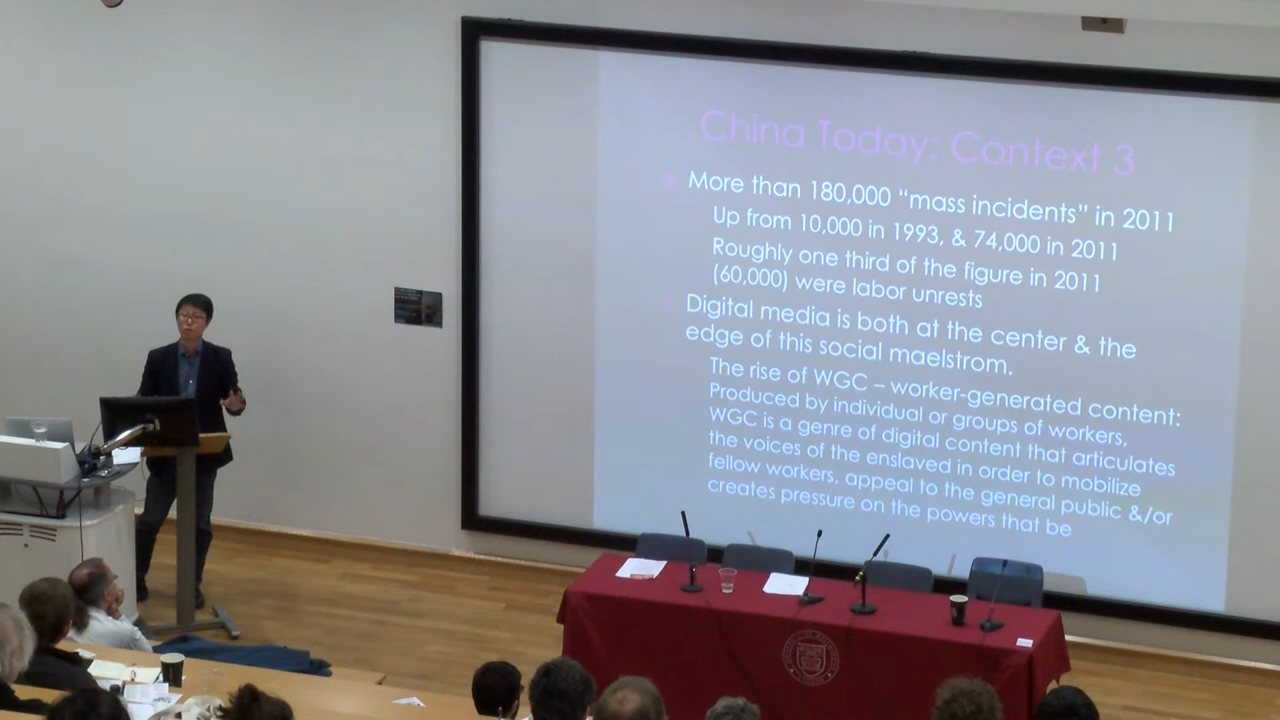 China Today: Context 3
More than 180,000 “mass incidents” in 2011
Up from 10,000 in 1993, & 74,000 in 2011
Roughly one third of the figure in 2011
(60,000) were labor unrests
Digital media is both at the center & the
edge of this social maelstrom.
The rise of WGC – worker-generated content:
Produced by individual or groups of workers,
WGC is a genre of digital content that articulates
the voices of the enslaved in order to mobilize
fellow workers, appeal to the general public &/or
creates pressure on the powers that be